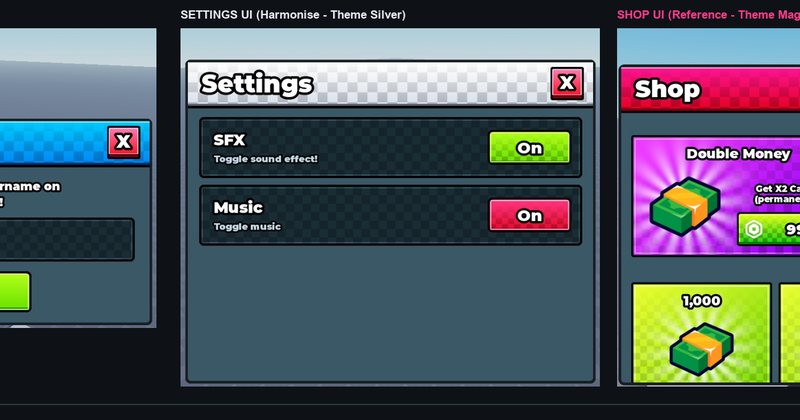 SETTINGS UI (Harmonise - Theme Silver)
SHOP UI (Reference - Theme Mag
X
rname on
!
Settings
X
SFX
Toggle sound effect!
On
Music
Toggle music
On
Shop
Double Money
Get X2 Ca
(permane
99
1,000